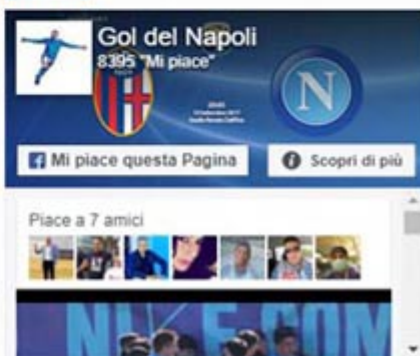 Gol del Napoli
8395 "Mi piace"
N
Mi piace questa Pagina
Scopri di più
Piace a 7 amici